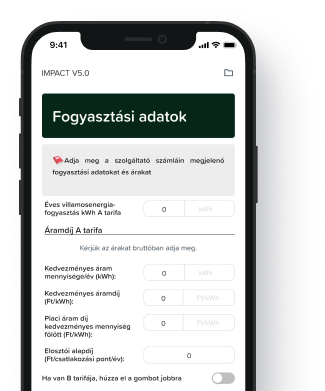 9:41
IMPACT V5.0
Fogyasztási adatok
Adja meg a szolgáltató számláin megjelenő
fogyasztási adatokat és árakat
Éves villamosenergia-
fogyasztás kWh A tarifa
0 kWh
Áramdíj A tarifa
Kérjük az árakat bruttóban adja meg.
Kedvezményes áram
mennyisége/év (kWh):
0 kWh
Kedvezményes áramdíj
(Ft/kWh):
0 Ft/kWh
Piaci áram díj
kedvezményes mennyiség
fölött (Ft/kWh):
0 Ft/kWh
Elosztói alapdíj
(Ft/csatlakozási pont/év):
0
Ha van B tarifája, húzza el a gombot jobbra